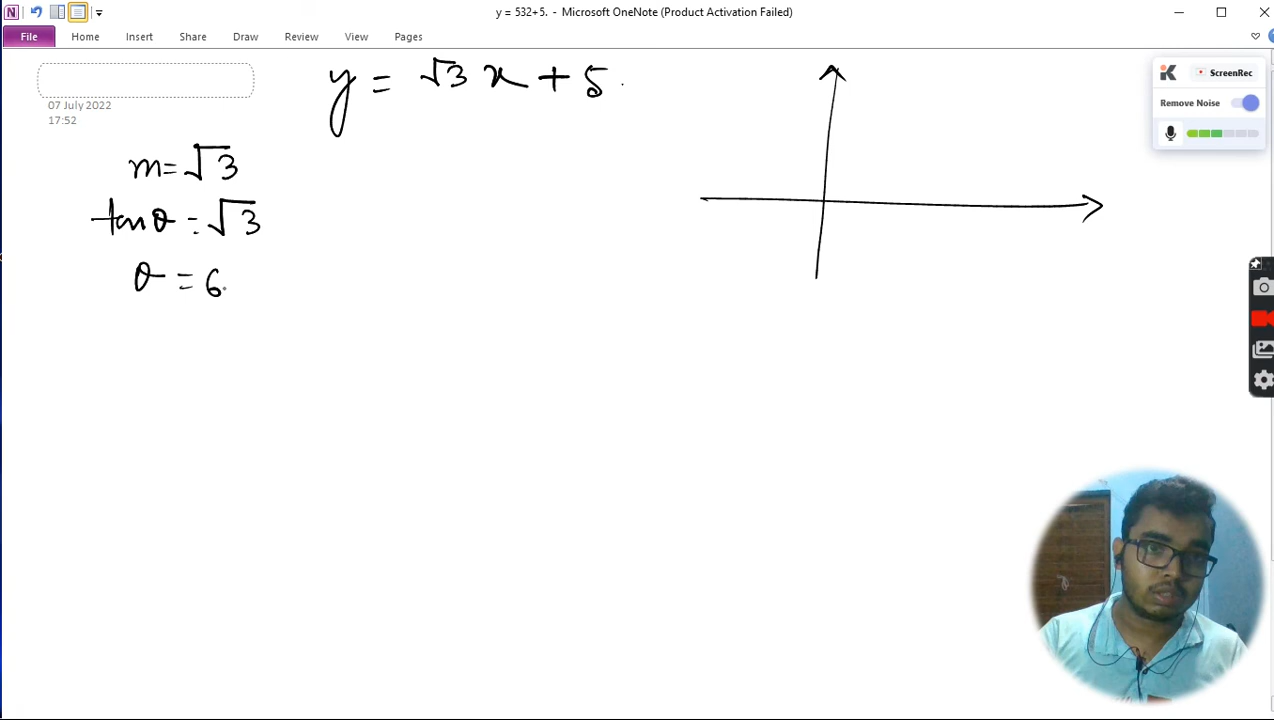 y = 532+5. - Microsoft OneNote (Product Activation Failed)
File Home Insert Share Draw Review View Pages
ScreenRec
Remove Noise
07 July 2022
17:52
y = √3 x + 5.
m = √3
tanθ = √3
θ = 6